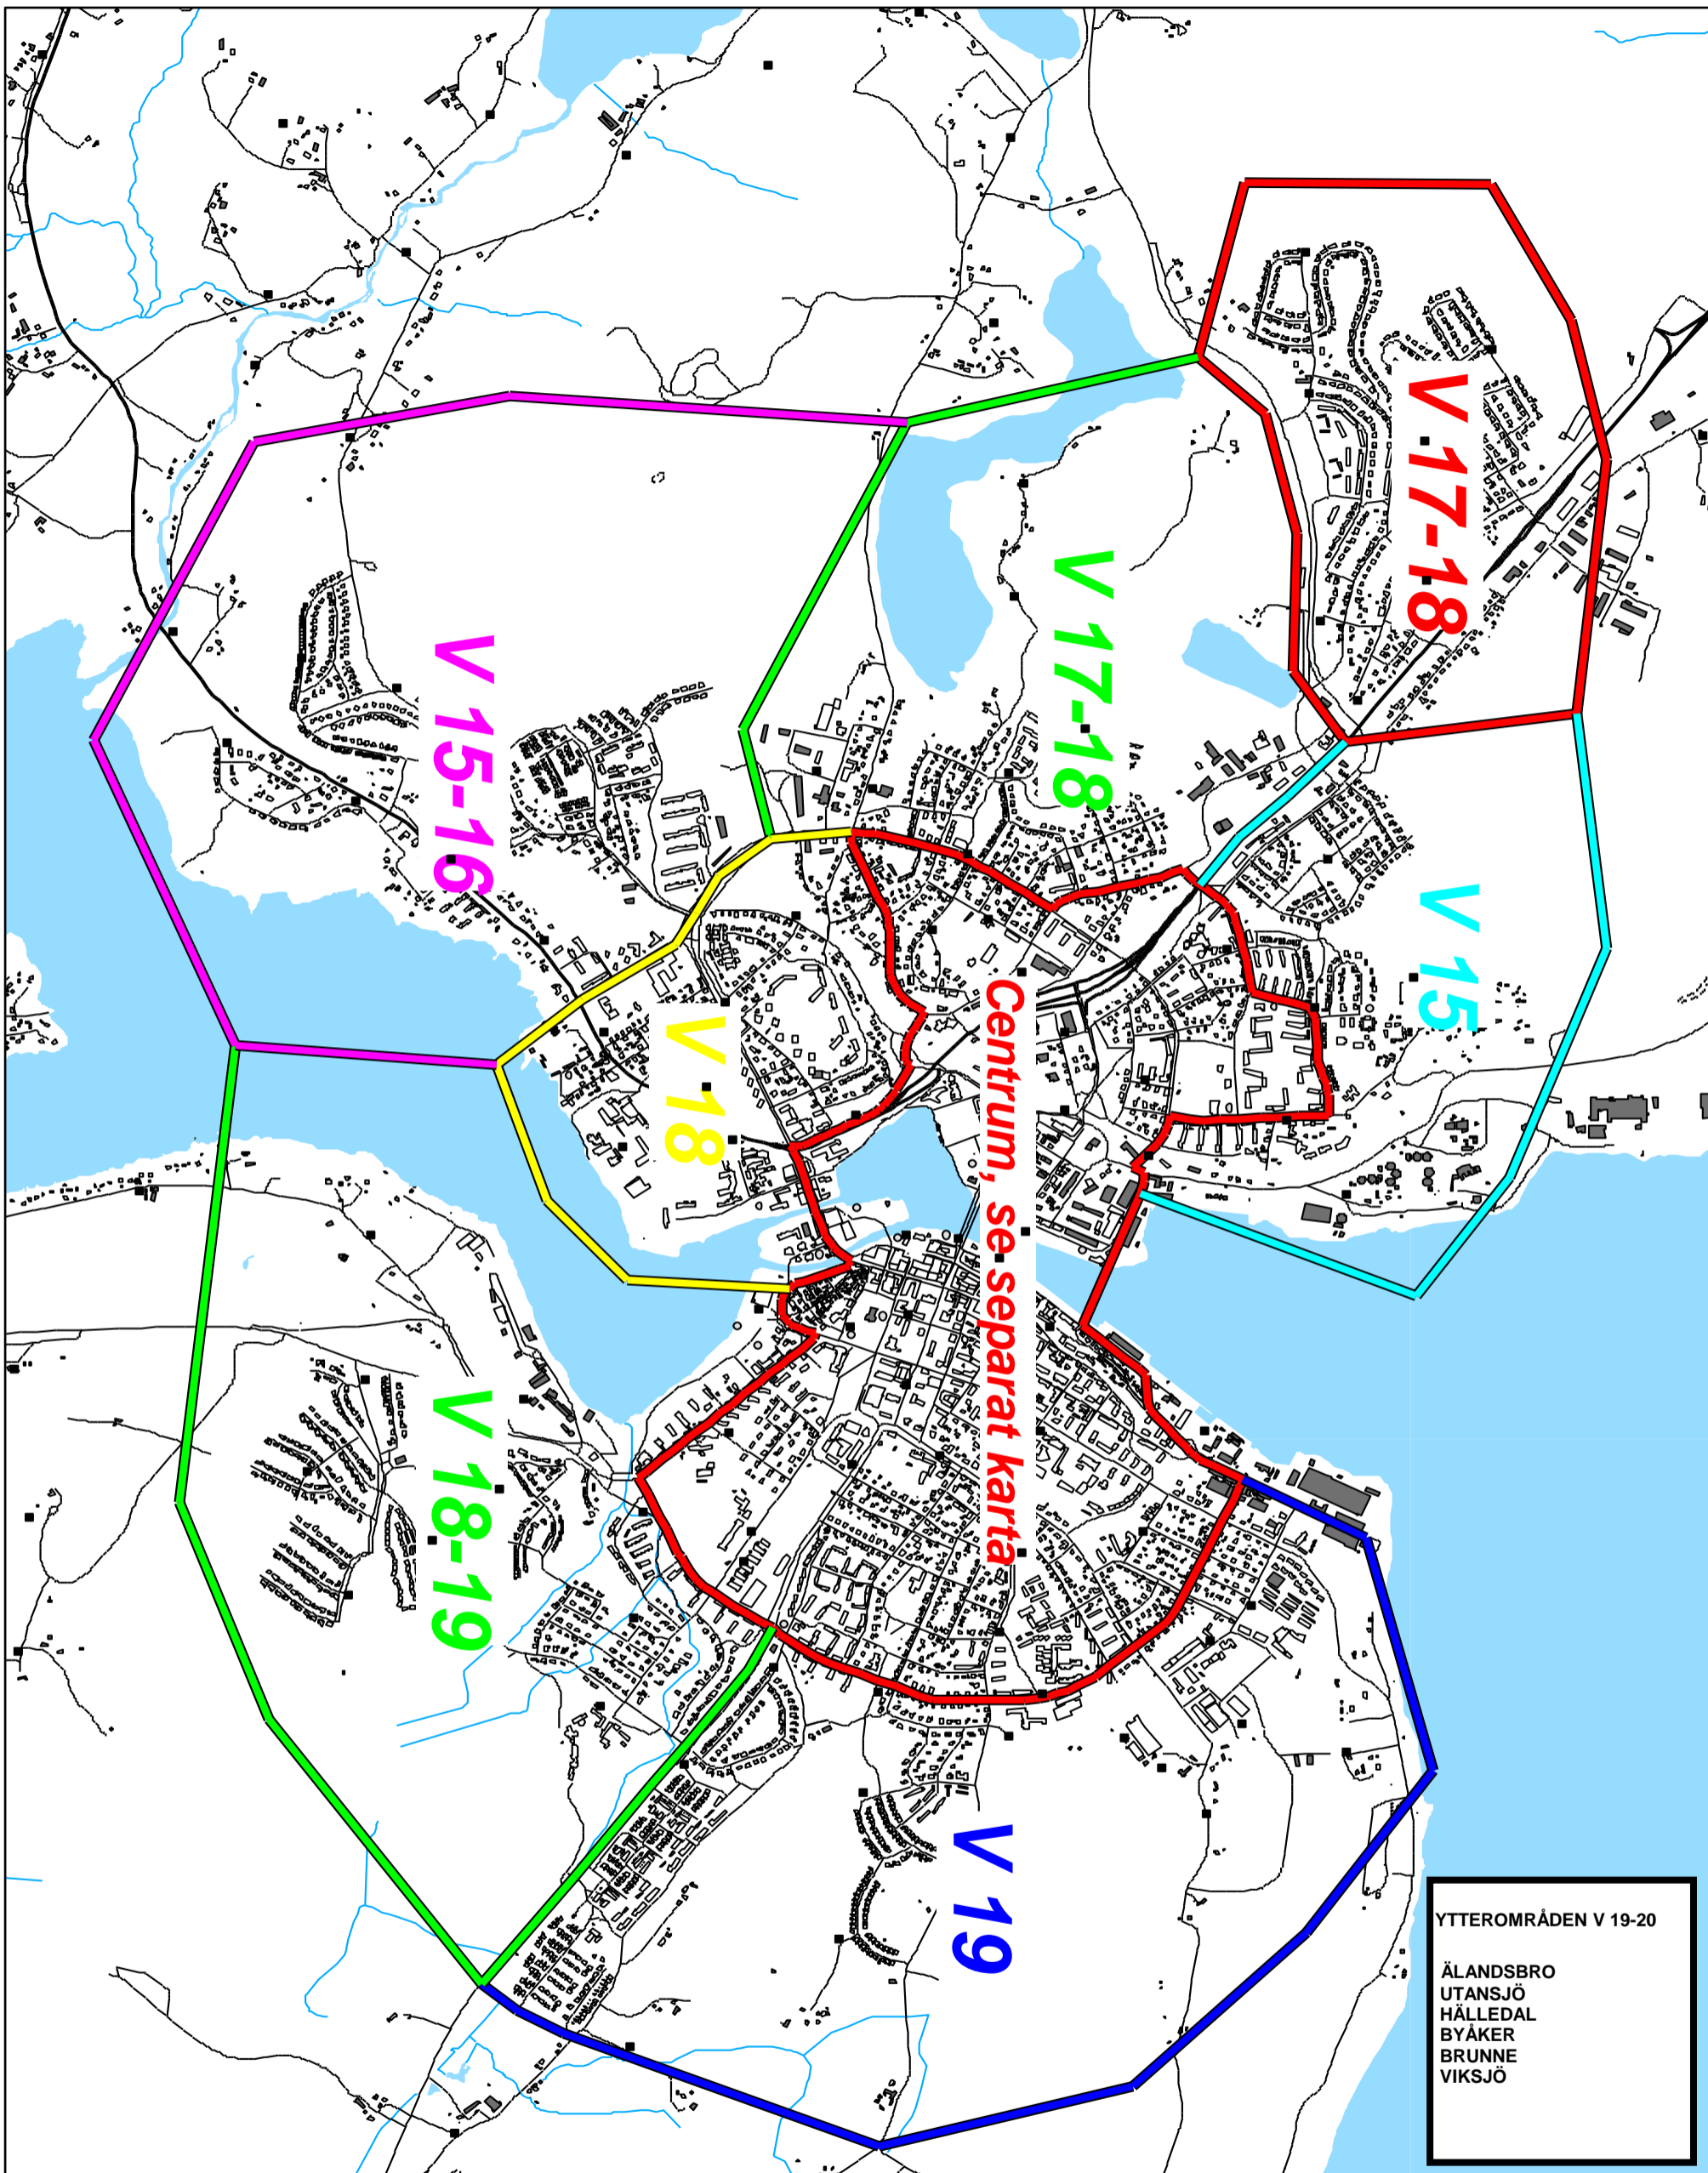 V 17-18
V 17-18
V 15-16
V 15
V 18
Centrum, se separat karta
V 18-19
V 19
YTTEROMRÅDEN V 19-20
ÄLANDSBRO
UTANSJÖ
HÄLLEDAL
BYÅKER
BRUNNE
VIKSJÖ